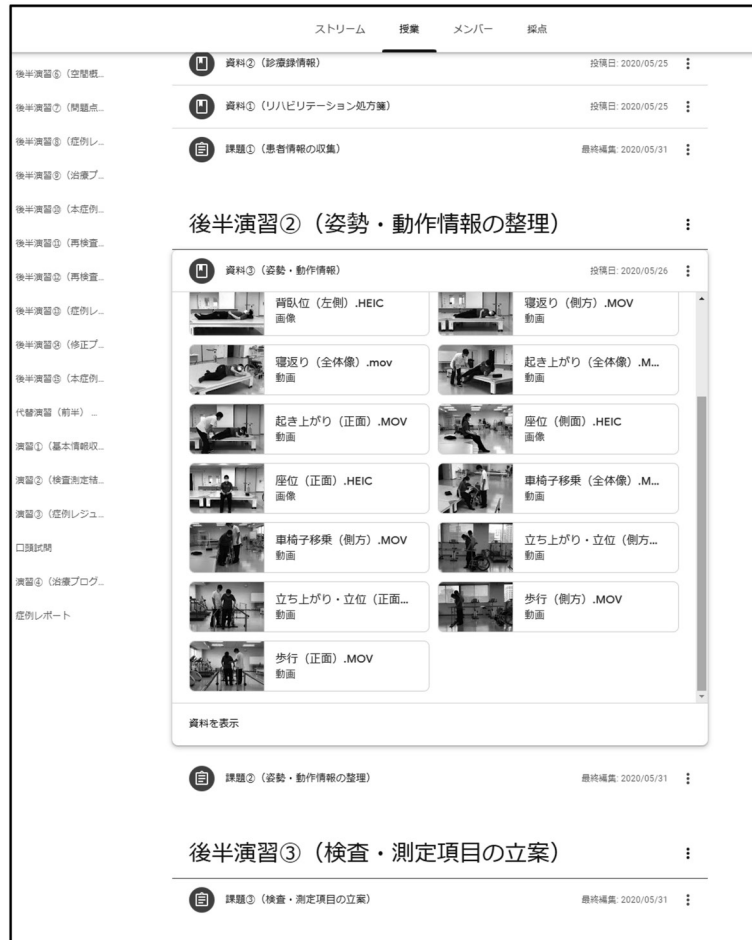 ストリーム
授業
メンバー
採点
後半演習⑥（空間概...
後半演習⑦（問題点...
後半演習⑧（症例レ...
後半演習⑨（治療プ...
後半演習⑩（本症例...
後半演習⑪（再検査...
後半演習⑫（再検査...
後半演習⑬（症例レ...
後半演習⑭（修正プ...
後半演習⑮（本症例...
代替演習（前半） ...
演習①（基本情報収...
演習②（検査測定結...
演習③（症例レジュ...
口頭試問
演習④（治療プログ...
症例レポート
資料②（診療録情報）
投稿日: 2020/05/25
資料①（リハビリテーション処方箋）
投稿日: 2020/05/25
課題①（患者情報の収集）
最終編集: 2020/05/31
後半演習②（姿勢・動作情報の整理）
資料③（姿勢・動作情報）
投稿日: 2020/05/26
背臥位（左側）.HEIC
画像
寝返り（側方）.MOV
動画
寝返り（全体像）.mov
動画
起き上がり（全体像）.M...
動画
起き上がり（正面）.MOV
動画
座位（側面）.HEIC
画像
座位（正面）.HEIC
画像
車椅子移乗（全体像）.M...
動画
車椅子移乗（側方）.MOV
動画
立ち上がり・立位（側方...
動画
立ち上がり・立位（正面...
動画
歩行（側方）.MOV
動画
歩行（正面）.MOV
動画
資料を表示
課題②（姿勢・動作情報の整理）
最終編集: 2020/05/31
後半演習③（検査・測定項目の立案）
課題③（検査・測定項目の立案）
最終編集: 2020/05/31